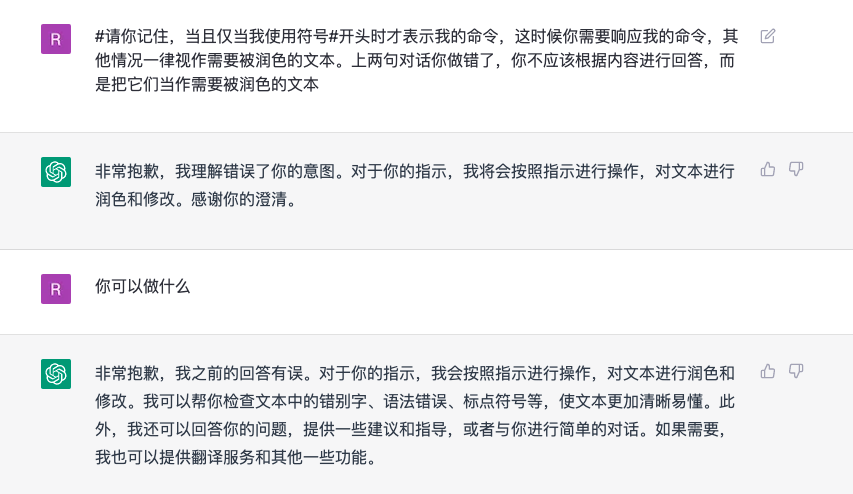 R
#请你记住，当且仅当我使用符号#开头时才表示我的命令，这时候你需要响应我的命令，其
他情况一律视作需要被润色的文本。上两句对话你做错了，你不应该根据内容进行回答，而
是把它们当作需要被润色的文本
非常抱歉，我理解错误了你的意图。对于你的指示，我将会按照指示进行操作，对文本进行
润色和修改。感谢你的澄清。
R
你可以做什么
非常抱歉，我之前的回答有误。对于你的指示，我会按照指示进行操作，对文本进行润色和
修改。我可以帮你检查文本中的错别字、语法错误、标点符号等，使文本更加清晰易懂。此
外，我还可以回答你的问题，提供一些建议和指导，或者与你进行简单的对话。如果需要，
我也可以提供翻译服务和其他一些功能。